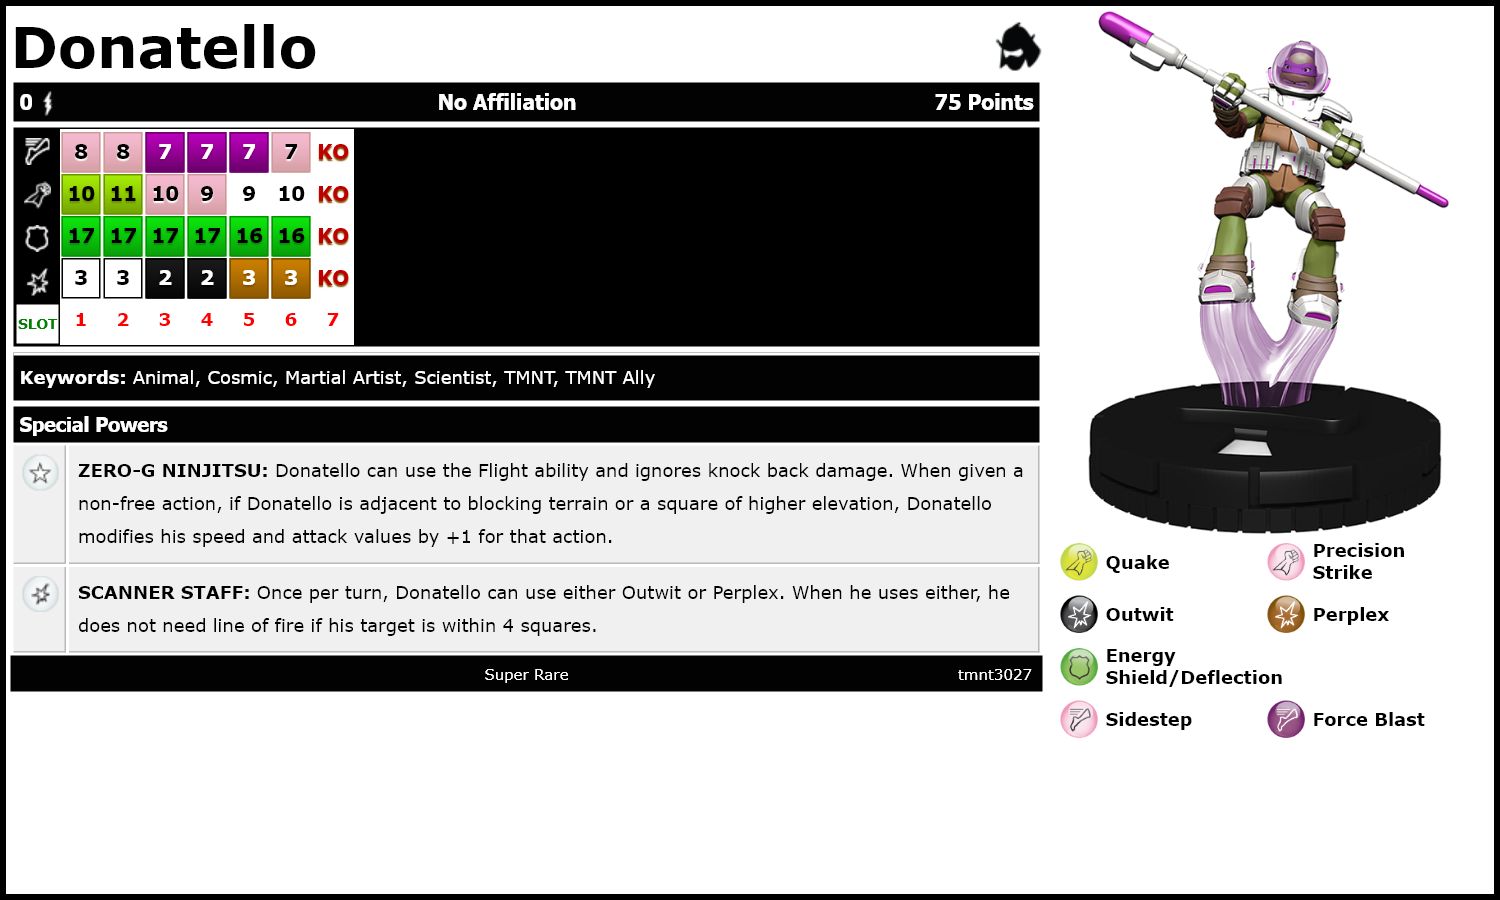 Donatello
0 No Affiliation 75 Points
8 8 7 7 7 7 KO
10 11 10 9 9 10 KO
17 17 17 17 16 16 KO
3 3 2 2 3 3 KO
SLOT 1 2 3 4 5 6 7
Keywords: Animal, Cosmic, Martial Artist, Scientist, TMNT, TMNT Ally
Special Powers
ZERO-G NINJITSU: Donatello can use the Flight ability and ignores knock back damage. When given a
non-free action, if Donatello is adjacent to blocking terrain or a square of higher elevation, Donatello
modifies his speed and attack values by +1 for that action.
SCANNER STAFF: Once per turn, Donatello can use either Outwit or Perplex. When he uses either, he
does not need line of fire if his target is within 4 squares.
Super Rare tmnt3027
Quake
Precision
Strike
Outwit
Perplex
Energy
Shield/Deflection
Sidestep
Force Blast